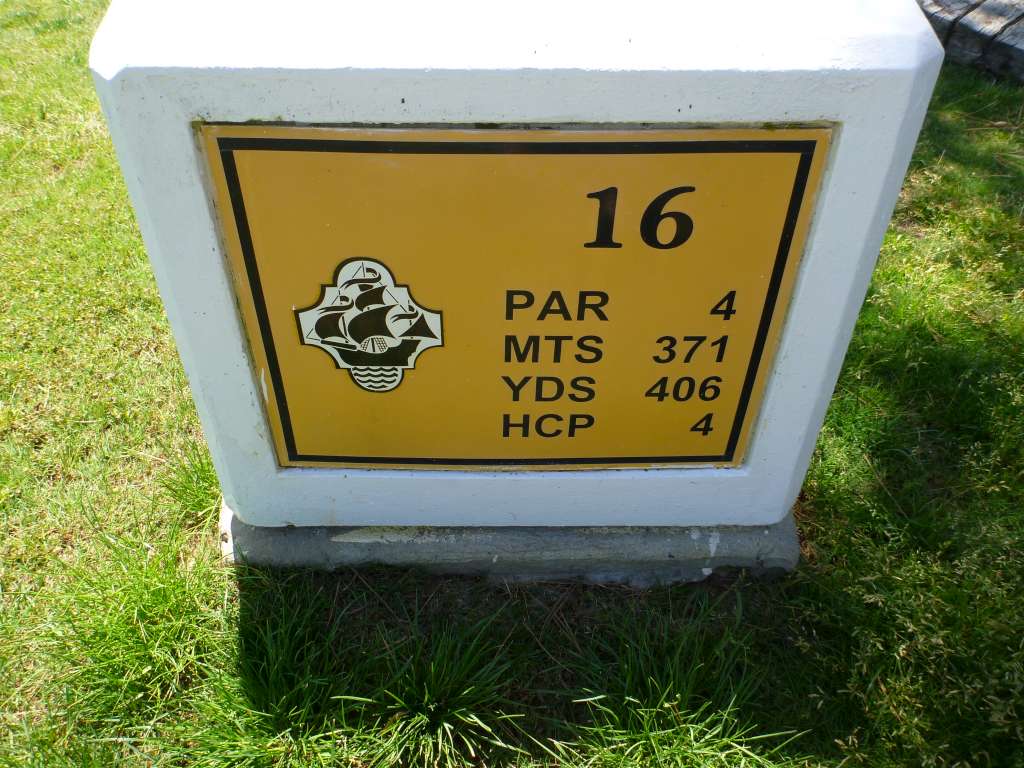 16
PAR 4
MTS 371
YDS 406
HCP 4